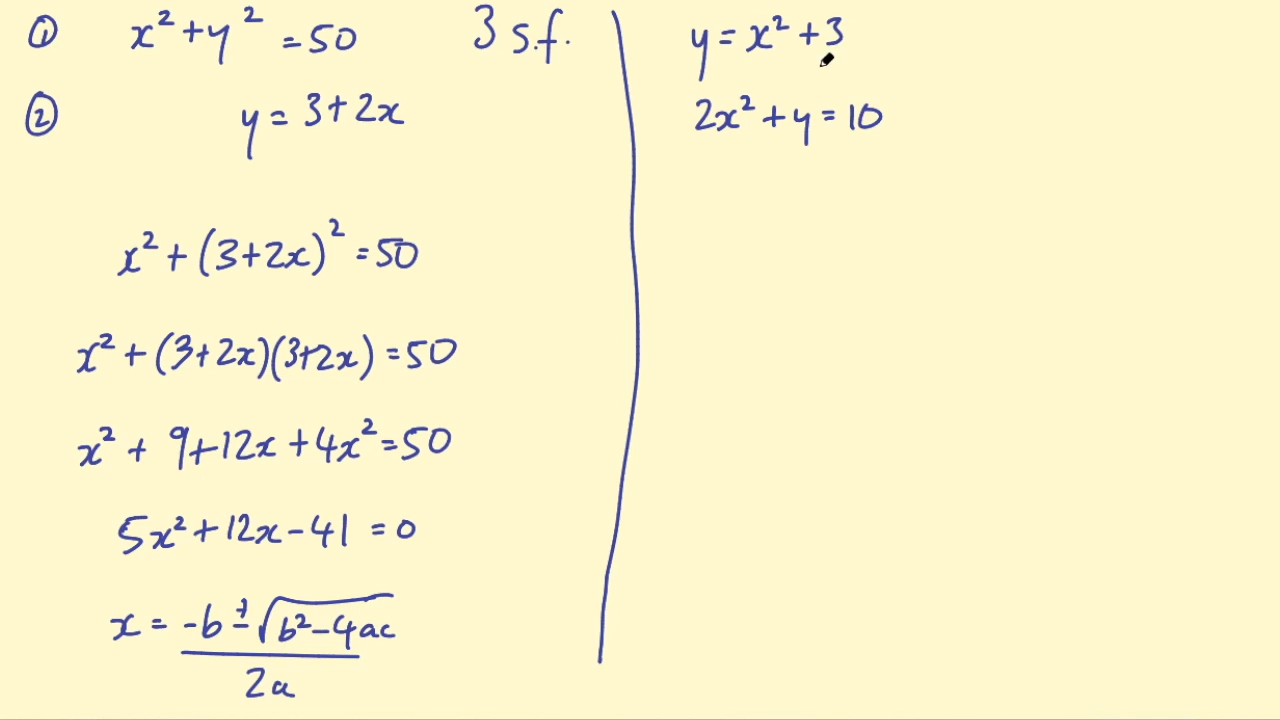 ① x² + y² = 50 3 s.f.
② y = 3 + 2x
x² + (3 + 2x)² = 50
x² + (3 + 2x)(3 + 2x) = 50
x² + 9 + 12x + 4x² = 50
5x² + 12x - 41 = 0
x = -b ± √(b² - 4ac)
2a
y = x² + 3
2x² + y = 10